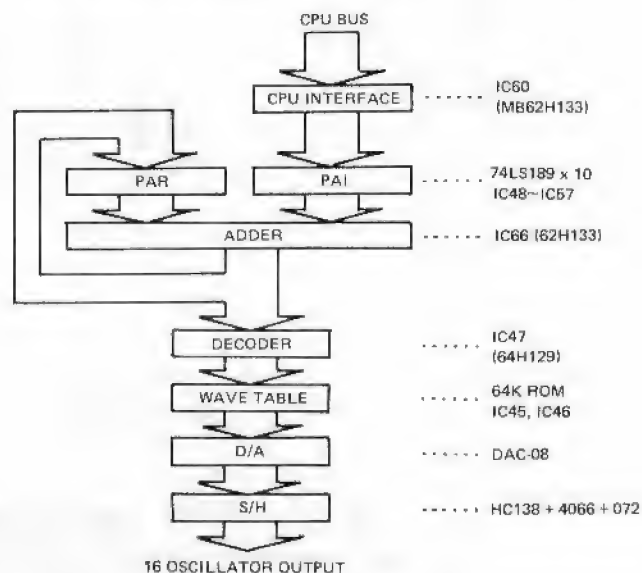 CPU BUS
CPU INTERFACE
IC60
(MB62H133)
PAR
PAI
74LS189 x 10
IC48~IC57
ADDER
IC66 (62H133)
DECODER
IC47
(64H129)
WAVE TABLE
64K ROM
IC45, IC46
D/A
DAC-08
S/H
HC138 + 4066 + 072
16 OSCILLATOR OUTPUT